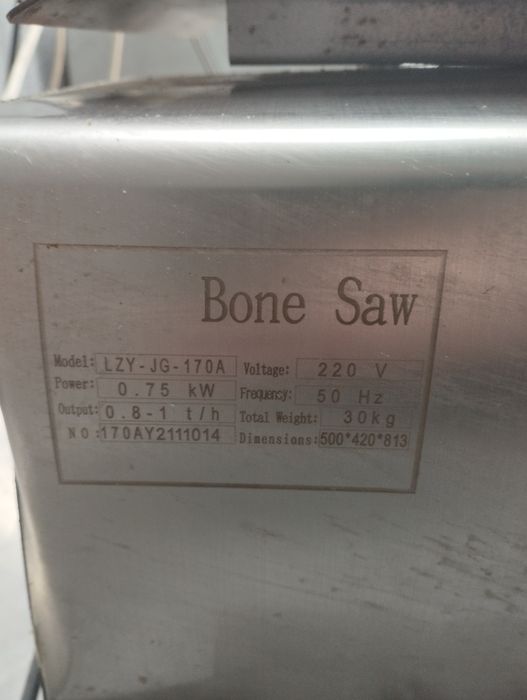 Bone Saw
Model: LZY-JG-170A Voltage: 220 V
Power: 0.75 kW Frequency: 50 Hz
Output: 0.8-1 t/h Total Weight: 30kg
NO :170AY2111014 Dimensions: 500*420*813